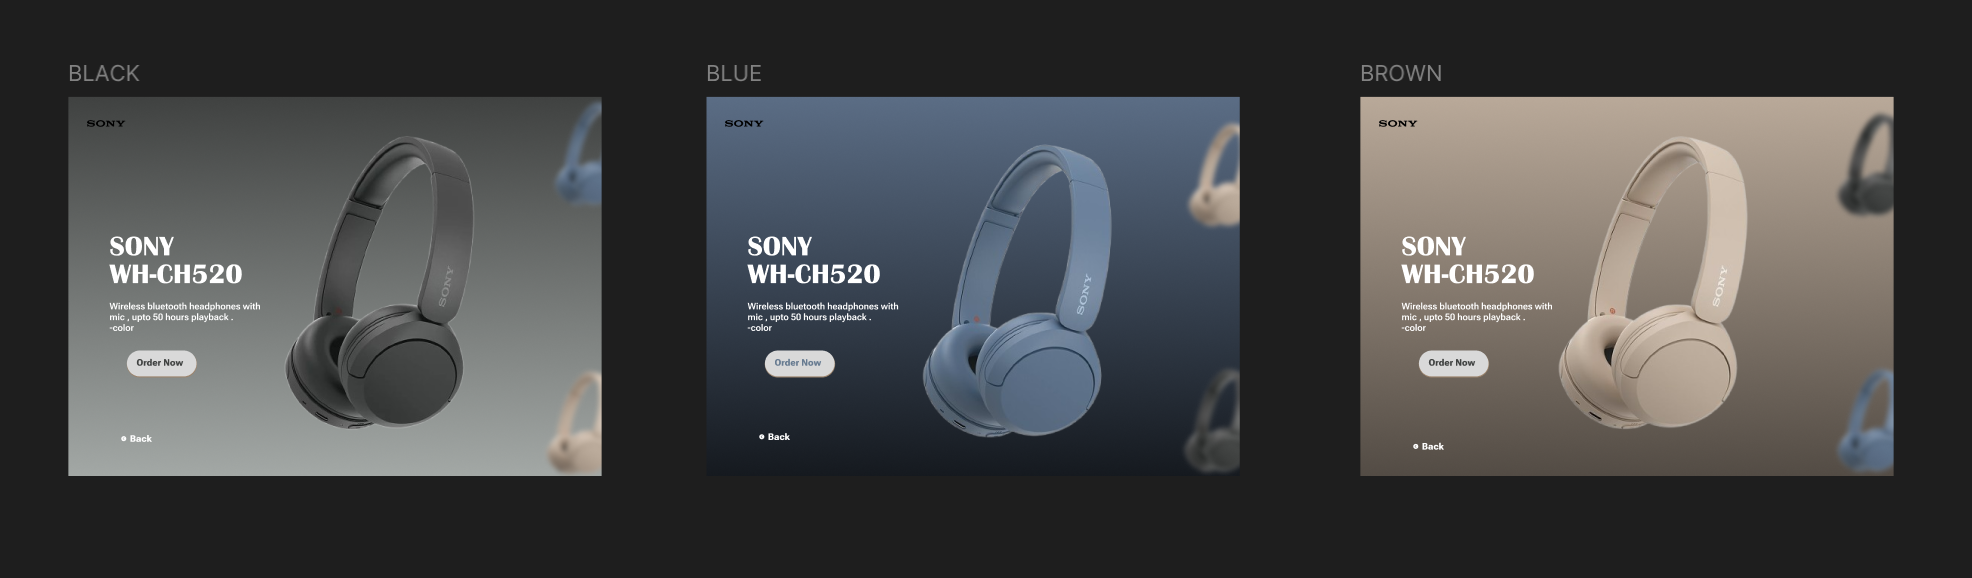 BLACK
SONY
SONY
WH-CH520
Wireless bluetooth headphones with
mic , upto 50 hours playback .
-color
Order Now
Back
SONY
BLUE
SONY
SONY
WH-CH520
Wireless bluetooth headphones with
mic , upto 50 hours playback .
-color
Order Now
Back
SONY
BROWN
SONY
SONY
WH-CH520
Wireless bluetooth headphones with
mic , upto 50 hours playback .
-color
Order Now
Back
SONY